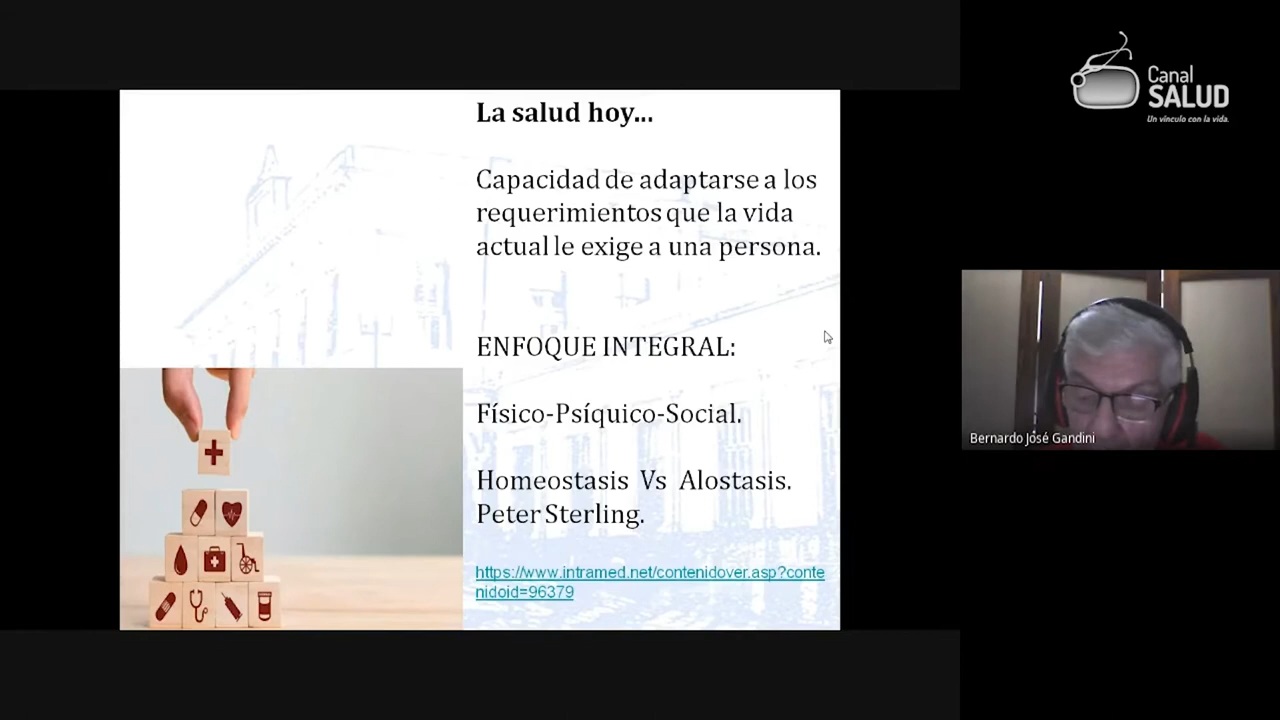 La salud hoy...
Capacidad de adaptarse a los
requerimientos que la vida
actual le exige a una persona.
ENFOQUE INTEGRAL:
Físico-Psíquico-Social.
Homeostasis Vs Alostasis.
Peter Sterling.
https://www.intramed.net/contenidover.asp?conte
nidoid=96379
Canal
SALUD
Un vínculo con la vida.
Bernardo José Gandini